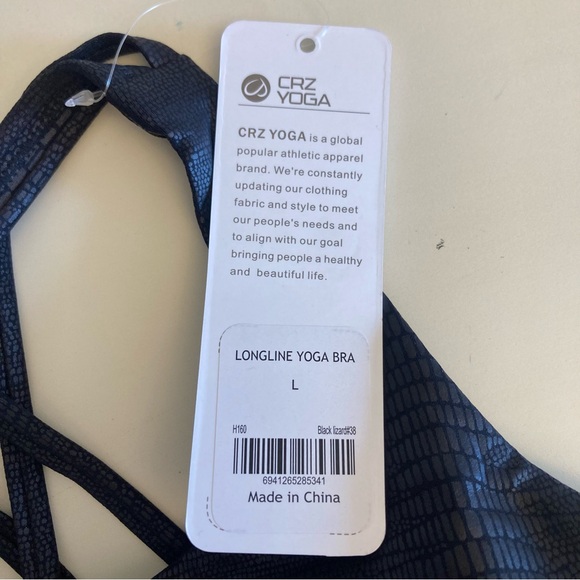 CRZ
YOGA
CRZ YOGA is a global
popular athletic apparel
brand. We're constantly
updating our clothing
fabric and style to meet
our people's needs and
to align with our goal
bringing people a healthy
and beautiful life.
LONGLINE YOGA BRA
L
H160 Black lizard#38
6941265285341
Made in China